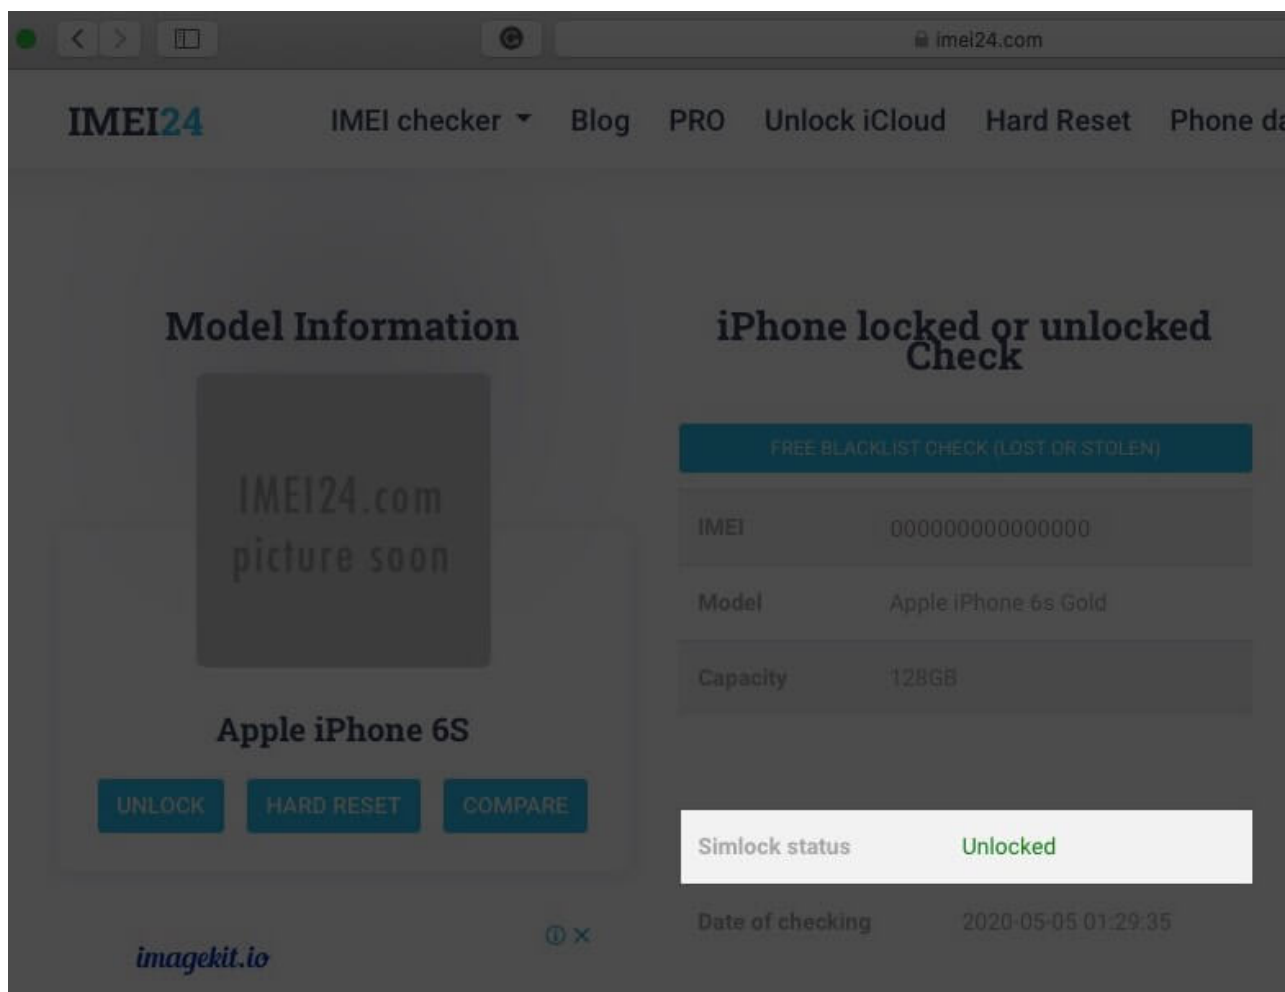 imei24.com
IMEI24 IMEI checker Blog PRO Unlock iCloud Hard Reset Phone da
Model Information
IMEI24.com
picture soon
Apple iPhone 6S
UNLOCK HARD RESET COMPARE
imagekit.io
iPhone locked or unlocked
Check
FREE BLACKLIST CHECK (LOST OR STOLEN)
IMEI 000000000000000
Model Apple iPhone 6s Gold
Capacity 128GB
Simlock status Unlocked
Date of checking 2020-05-05 01:29:35